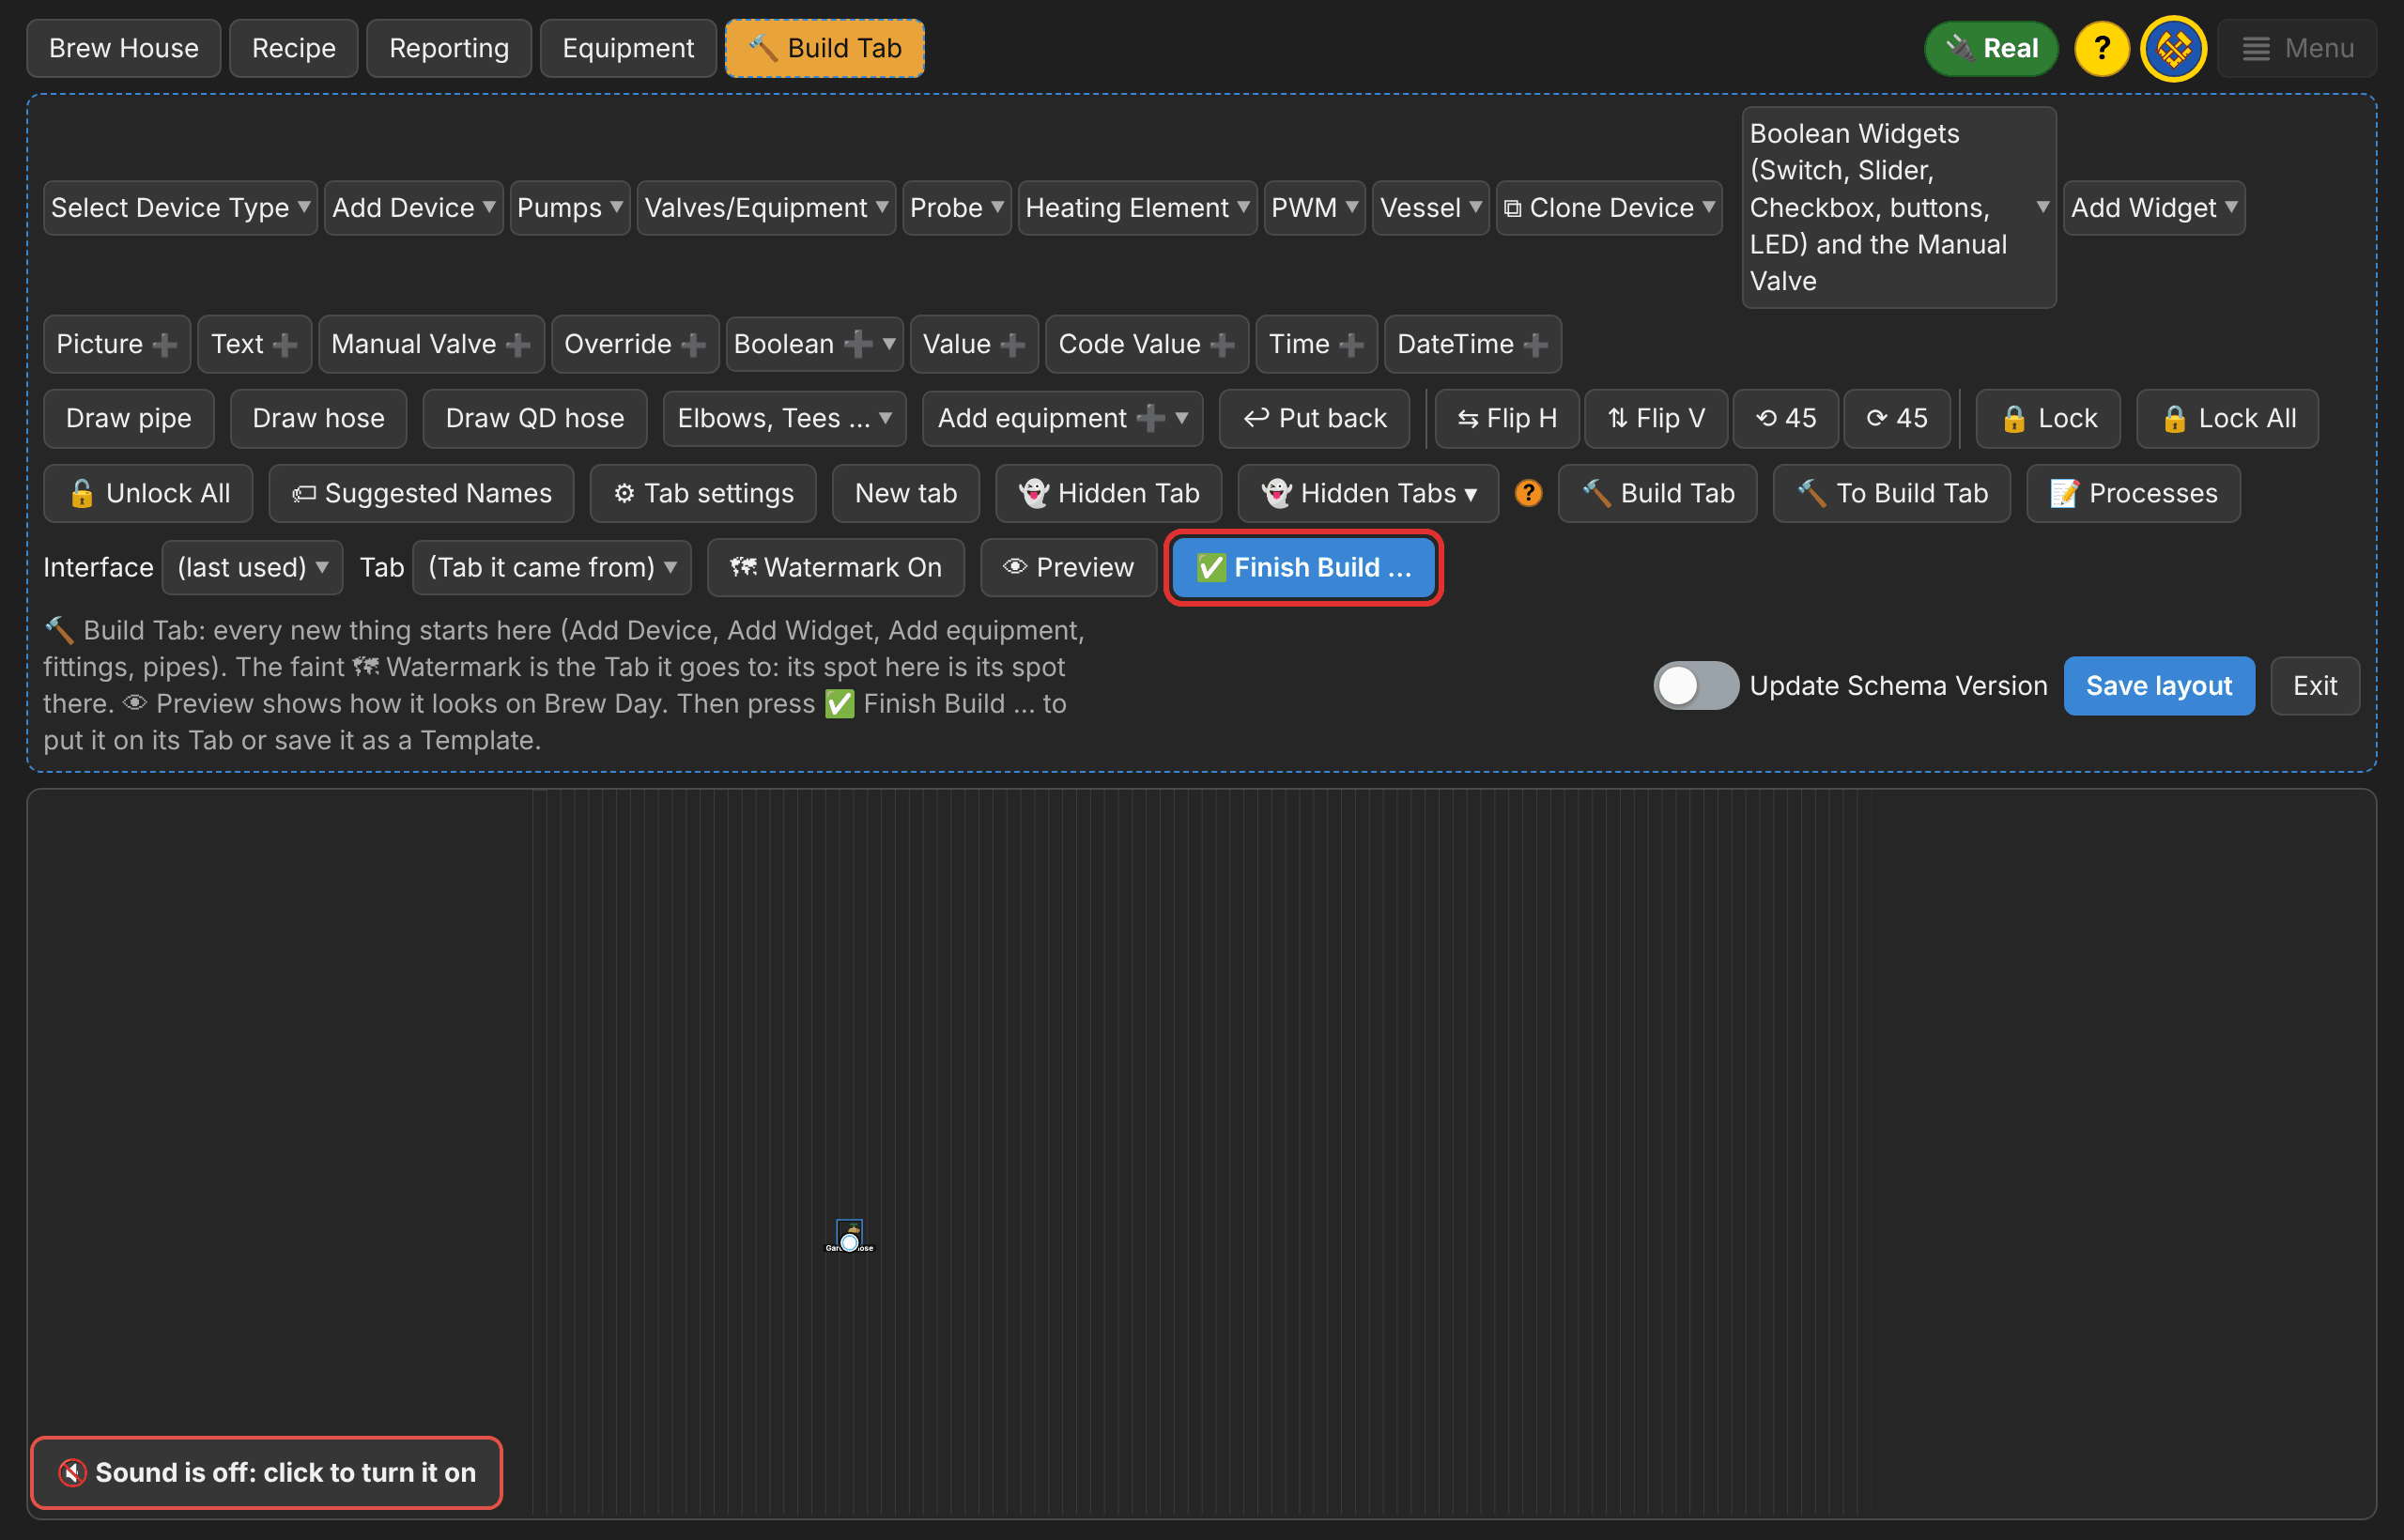 Brew House
Recipe
Reporting
Equipment
🔨 Build Tab
🔌 Real
?
Menu
Select Device Type ▼
Add Device ▼
Pumps ▼
Valves/Equipment ▼
Probe ▼
Heating Element ▼
PWM ▼
Vessel ▼
⧉ Clone Device ▼
Boolean Widgets
(Switch, Slider,
Checkbox, buttons,
LED) and the Manual
Valve
Add Widget ▼
Picture ➕
Text ➕
Manual Valve ➕
Override ➕
Boolean ➕ ▼
Value ➕
Code Value ➕
Time ➕
DateTime ➕
Draw pipe
Draw hose
Draw QD hose
Elbows, Tees ... ▼
Add equipment ➕ ▼
↩ Put back
⇆ Flip H
⇅ Flip V
⟲ 45
⟳ 45
🔒 Lock
🔒 Lock All
🔓 Unlock All
🏷 Suggested Names
⚙ Tab settings
New tab
👻 Hidden Tab
👻 Hidden Tabs ▾
?
🔨 Build Tab
🔨 To Build Tab
📝 Processes
Interface
(last used) ▼
Tab
(Tab it came from) ▼
🗺 Watermark On
👁 Preview
✅ Finish Build ...
🔨 Build Tab: every new thing starts here (Add Device, Add Widget, Add equipment,
fittings, pipes). The faint 🗺 Watermark is the Tab it goes to: its spot here is its spot
there. 👁 Preview shows how it looks on Brew Day. Then press ✅ Finish Build ... to
put it on its Tab or save it as a Template.
Update Schema Version
Save layout
Exit
🔇 Sound is off: click to turn it on